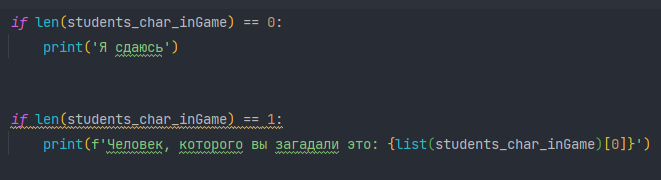 if len(students_char_inGame) == 0:
    print('Я сдаюсь')
if len(students_char_inGame) == 1:
    print(f'Человек, которого вы загадали это: {list(students_char_inGame)[0]}')